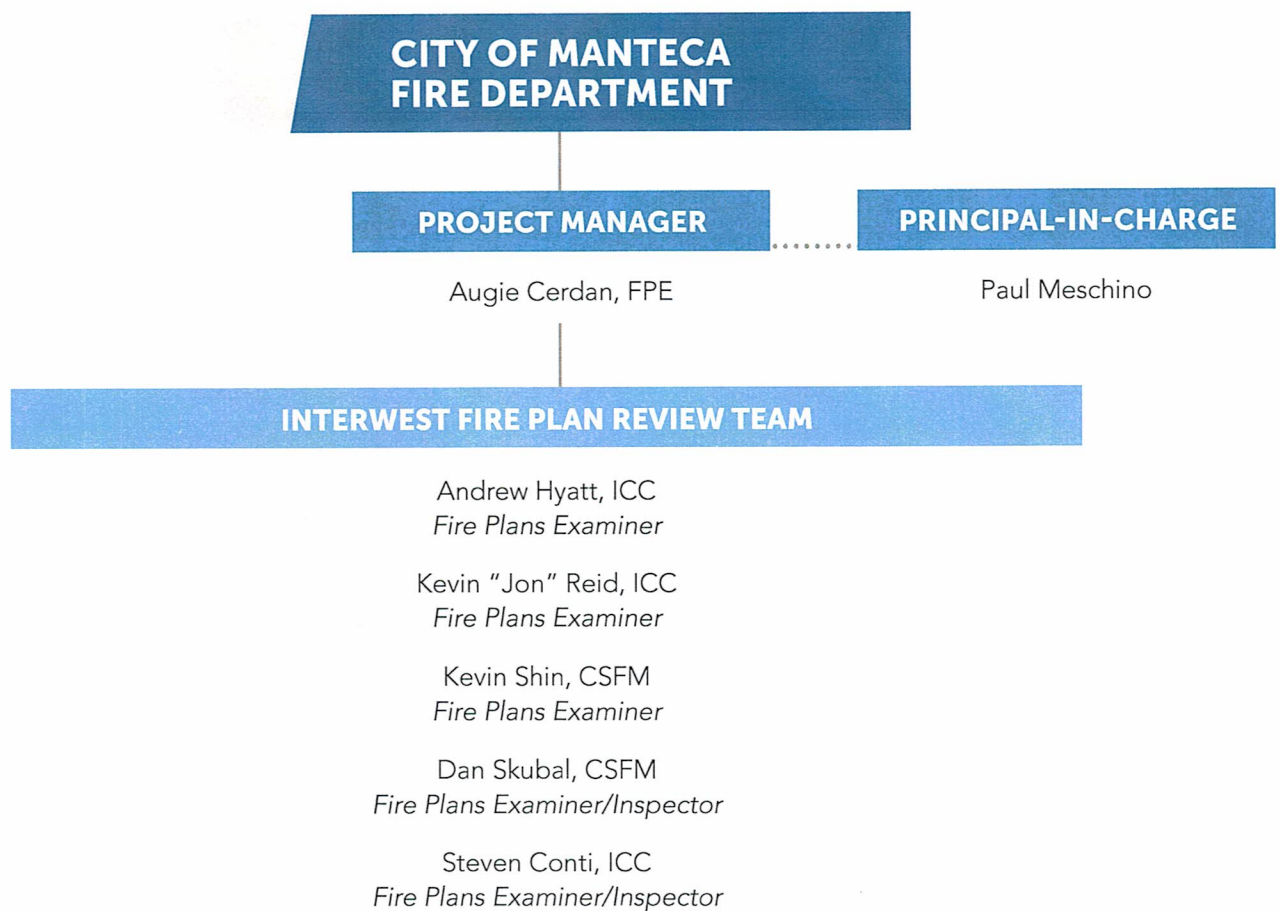 CITY OF MANTECA
FIRE DEPARTMENT
PROJECT MANAGER
PRINCIPAL-IN-CHARGE
Augie Cerdan, FPE
Paul Meschino
INTERWEST FIRE PLAN REVIEW TEAM
Andrew Hyatt, ICC
Fire Plans Examiner
Kevin "Jon" Reid, ICC
Fire Plans Examiner
Kevin Shin, CSFM
Fire Plans Examiner
Dan Skubal, CSFM
Fire Plans Examiner/Inspector
Steven Conti, ICC
Fire Plans Examiner/Inspector